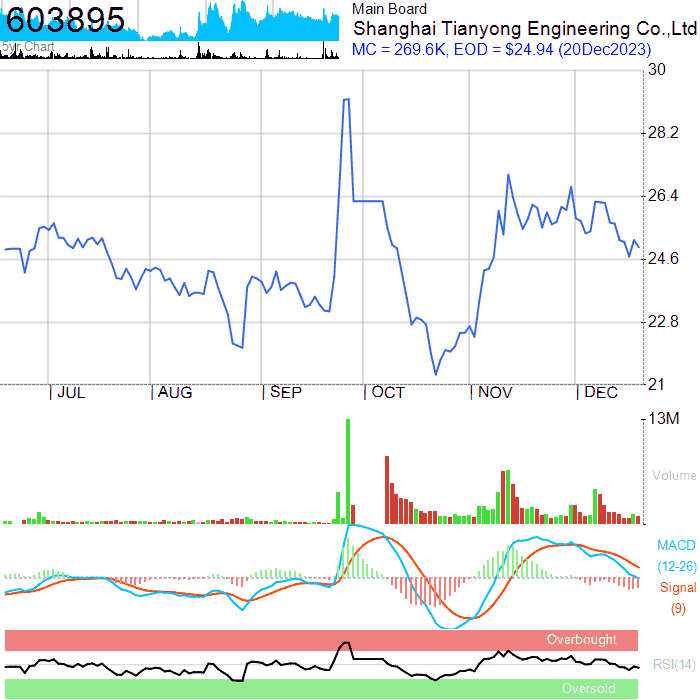 603895
5yr Chart
Main Board
Shanghai Tianyong Engineering Co.,Ltd
MC = 269.6K, EOD = $24.94 (20Dec2023)
30
28.2
26.4
24.6
22.8
21
JUL AUG SEP OCT NOV DEC
13M
Volume
MACD
(12-26)
Signal
(9)
Overbought
RSI(14)
Oversold